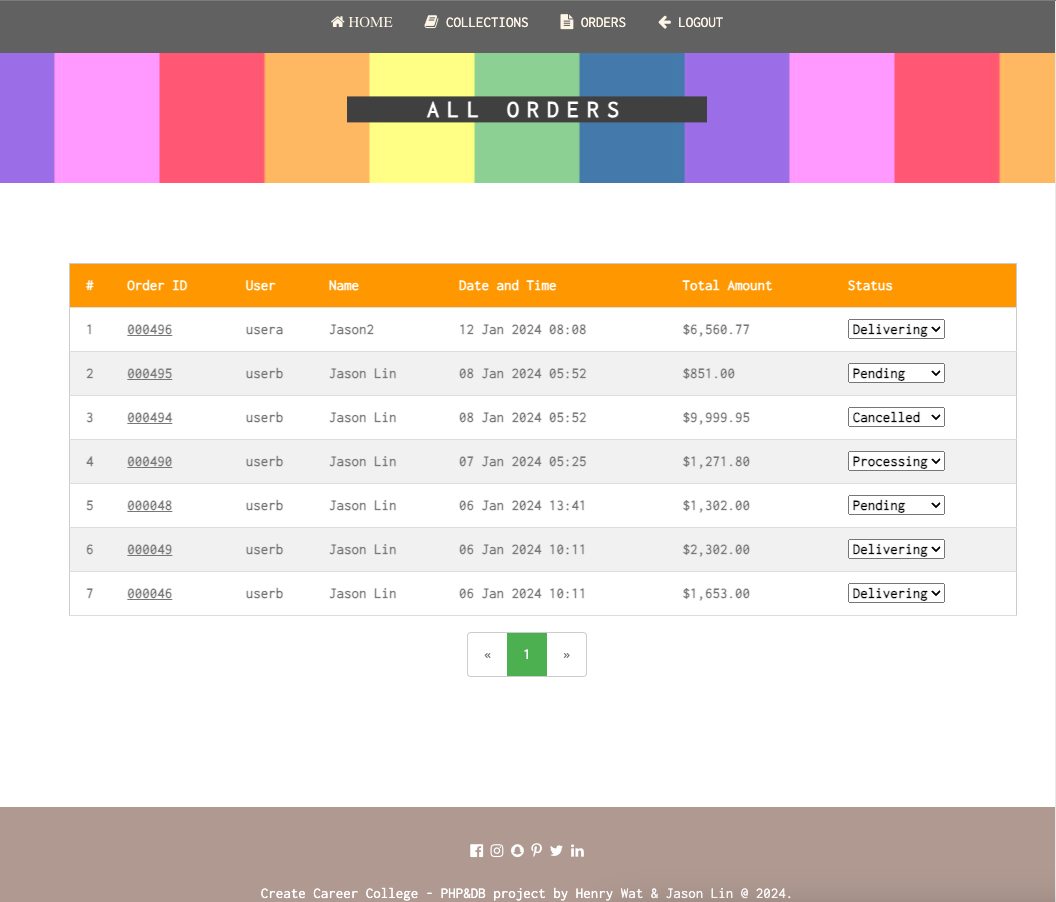 HOME COLLECTIONS ORDERS LOGOUT
ALL ORDERS
# Order ID User Name Date and Time Total Amount Status
1 000496 usera Jason2 12 Jan 2024 08:08 $6,560.77 Delivering
2 000495 userb Jason Lin 08 Jan 2024 05:52 $851.00 Pending
3 000494 userb Jason Lin 08 Jan 2024 05:52 $9,999.95 Cancelled
4 000490 userb Jason Lin 07 Jan 2024 05:25 $1,271.80 Processing
5 000048 userb Jason Lin 06 Jan 2024 13:41 $1,302.00 Pending
6 000049 userb Jason Lin 06 Jan 2024 10:11 $2,302.00 Delivering
7 000046 userb Jason Lin 06 Jan 2024 10:11 $1,653.00 Delivering
« 1 »
Create Career College - PHP&DB project by Henry Wat & Jason Lin @ 2024.